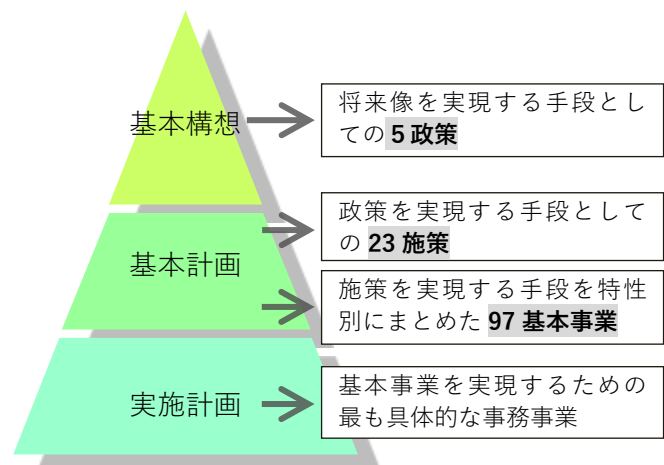 基本構想
将来像を実現する手段とし
ての 5 政策
基本計画
政策を実現する手段として
の 23 施策
施策を実現する手段を特性
別にまとめた 97 基本事業
実施計画
基本事業を実現するための
最も具体的な事務事業